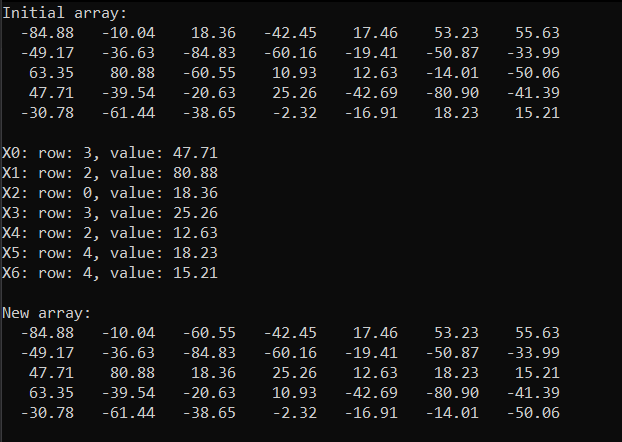 Initial array:
-84.88 -10.04 18.36 -42.45 17.46 53.23 55.63
-49.17 -36.63 -84.83 -60.16 -19.41 -50.87 -33.99
63.35 80.88 -60.55 10.93 12.63 -14.01 -50.06
47.71 -39.54 -20.63 25.26 -42.69 -80.90 -41.39
-30.78 -61.44 -38.65 -2.32 -16.91 18.23 15.21
X0: row: 3, value: 47.71
X1: row: 2, value: 80.88
X2: row: 0, value: 18.36
X3: row: 3, value: 25.26
X4: row: 2, value: 12.63
X5: row: 4, value: 18.23
X6: row: 4, value: 15.21
New array:
-84.88 -10.04 -60.55 -42.45 17.46 53.23 55.63
-49.17 -36.63 -84.83 -60.16 -19.41 -50.87 -33.99
47.71 80.88 18.36 25.26 12.63 18.23 15.21
63.35 -39.54 -20.63 10.93 -42.69 -80.90 -41.39
-30.78 -61.44 -38.65 -2.32 -16.91 -14.01 -50.06